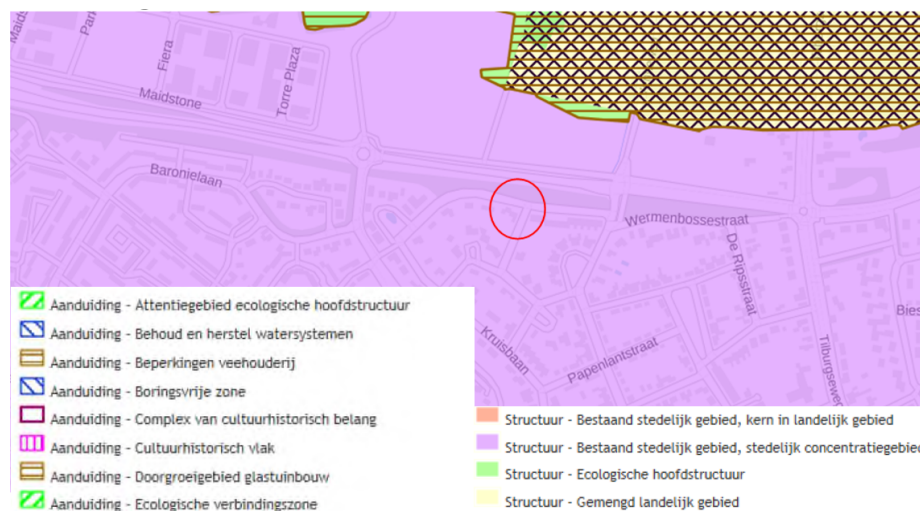 Maidstone
Fiera
Torre Plaza
Baronielaan
Wermenbossestraat
De Ripsstraat
Kruisbaan
Papenlantstraat
Aanduiding - Attentiegebied ecologische hoofdstructuur
Aanduiding - Behoud en herstel watersystemen
Aanduiding - Beperkingen veehouderij
Aanduiding - Boringsvrije zone
Aanduiding - Complex van cultuurhistorisch belang
Aanduiding - Cultuurhistorisch vlak
Aanduiding - Doorgroeigebied glastuinbouw
Aanduiding - Ecologische verbindingszone
Structuur - Bestaand stedelijk gebied, kern in landelijk gebied
Structuur - Bestaand stedelijk gebied, stedelijk concentratiegebied
Structuur - Ecologische hoofdstructuur
Structuur - Gemengd landelijk gebied